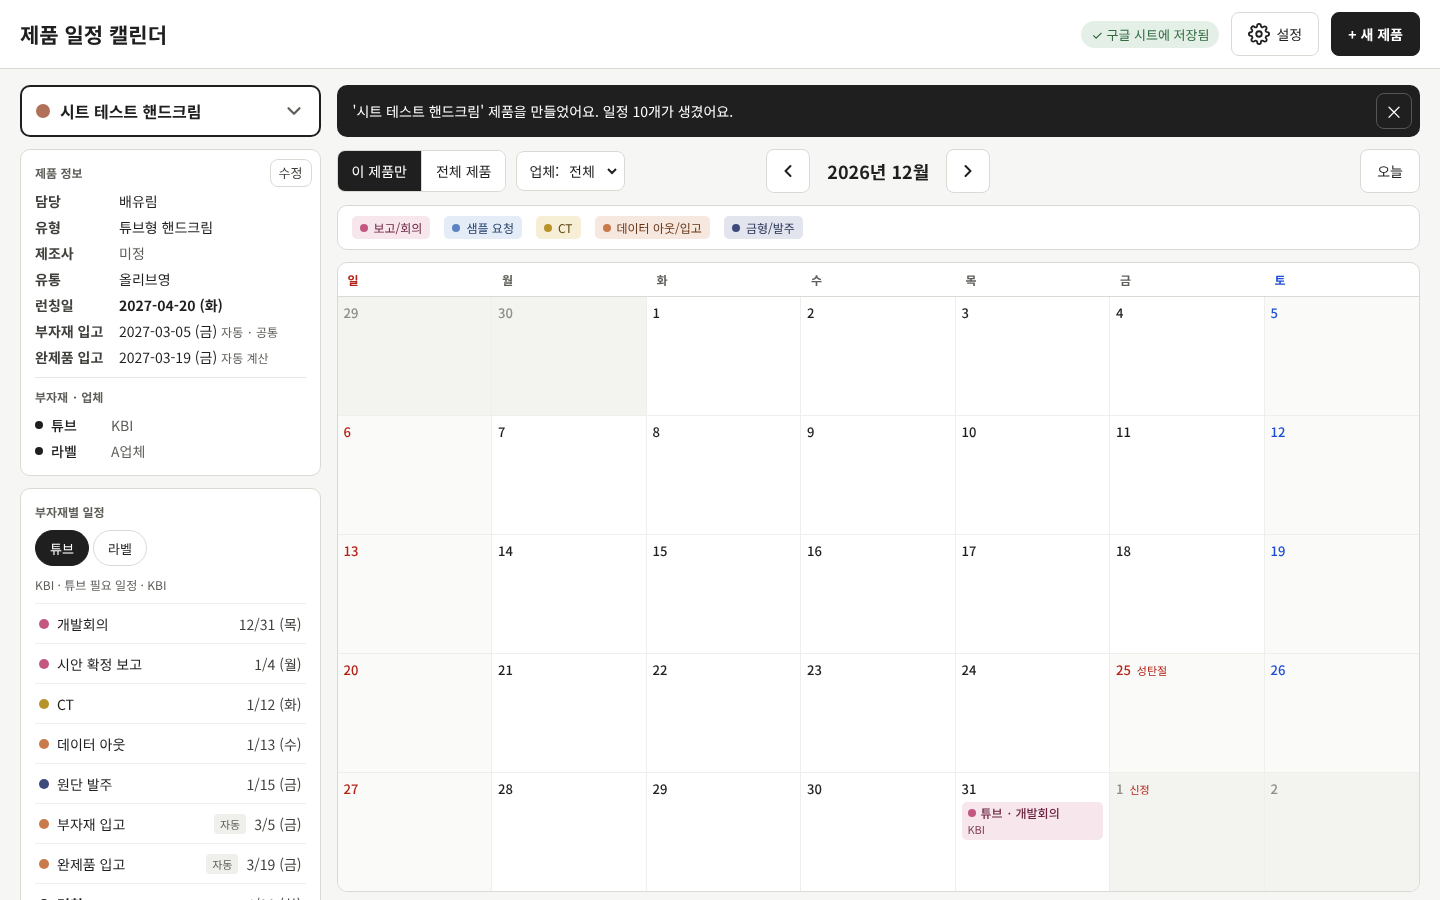 제품 일정 캘린더
✓ 구글 시트에 저장됨
설정
+ 새 제품
시트 테스트 핸드크림
'시트 테스트 핸드크림' 제품을 만들었어요. 일정 10개가 생겼어요.
제품 정보
수정
담당 배유림
유형 튜브형 핸드크림
제조사 미정
유통 올리브영
런칭일 2027-04-20 (화)
부자재 입고 2027-03-05 (금) 자동 · 공통
완제품 입고 2027-03-19 (금) 자동 계산
부자재 · 업체
튜브 KBI
라벨 A업체
부자재별 일정
튜브 라벨
KBI · 튜브 필요 일정 · KBI
개발회의 12/31 (목)
시안 확정 보고 1/4 (월)
CT 1/12 (화)
데이터 아웃 1/13 (수)
원단 발주 1/15 (금)
부자재 입고 자동 3/5 (금)
완제품 입고 자동 3/19 (금)
이 제품만 전체 제품 업체: 전체
2026년 12월
오늘
보고/회의 샘플 요청 CT 데이터 아웃/입고 금형/발주
일 월 화 수 목 금 토
29 30 1 2 3 4 5
6 7 8 9 10 11 12
13 14 15 16 17 18 19
20 21 22 23 24 25 성탄절 26
27 28 29 30 31 1 신정 2
튜브 · 개발회의
KBI